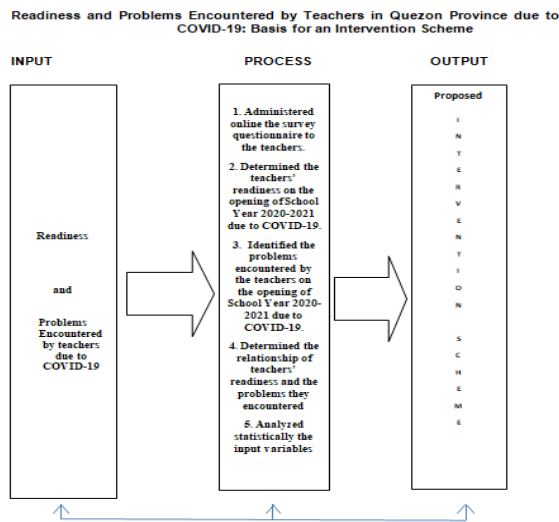 Readiness and Problems Encountered by Teachers in Quezon Province due to
COVID-19: Basis for an Intervention Scheme
INPUT
PROCESS
OUTPUT
Readiness
and
Problems
Encountered
by teachers
due to
COVID-19
1. Administered
online the survey
questionnaire to
the teachers.
2. Determined the
teachers'
readiness on the
opening of School
Year 2020-2021
due to COVID-19.
3. Identified the
problems
encountered by
the teachers on
the opening of
School Year 2020-
2021 due to
COVID-19.
4. Determined the
relationship of
teachers'
readiness and the
problems they
encountered
5. Analyzed
statistically the
input variables
Proposed
I
N
T
E
R
V
E
N
T
I
O
N
S
C
H
E
M
E